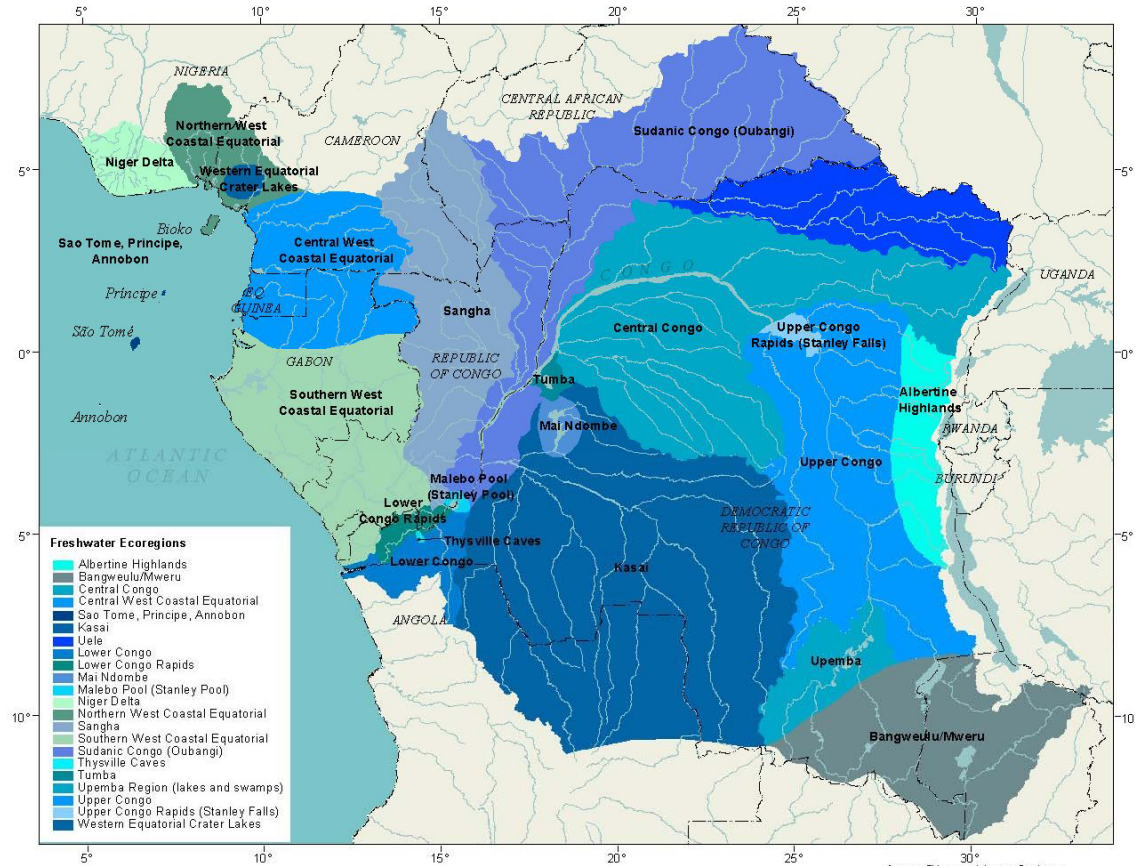 5°
10°
15°
20°
25°
30°
NIGERIA
CENTRAL AFRICAN
REPUBLIC
Northern West
Coastal Equatorial
CAMEROON
Sudanic Congo (Oubangi)
Niger Delta
5°
5°
Western Equatorial
Crater Lakes
Bioko
Sao Tome, Principe,
Annobon
Central West
Coastal Equatorial
CONGO
UGANDA
Príncipe
EQ
GUINEA
Sangha
Central Congo
Upper Congo
Rapids (Stanley Falls)
São Tomé
0°
0°
GABON
REPUBLIC
OF CONGO
Tumba
Albertine
Highlands
Annobon
Southern West
Coastal Equatorial
Mai Ndombe
RWANDA
ATLANTIC
OCEAN
Upper Congo
BURUNDI
Malebo Pool
(Stanley Pool)
Lower
Congo Rapids
DEMOCRATIC
REPUBLIC OF
CONGO
5°
5°
Thysville Caves
Lower Congo
Kasai
ANGOLA
Upemba
10°
10
Bangweulu/Mweru
Freshwater Ecoregions
Albertine Highlands
Bangweulu/Mweru
Central Congo
Central West Coastal Equatorial
Sao Tome, Principe, Annobon
Kasai
Uele
Lower Congo
Lower Congo Rapids
Mai Ndombe
Malebo Pool (Stanley Pool)
Niger Delta
Northern West Coastal Equatorial
Sangha
Southern West Coastal Equatorial
Sudanic Congo (Oubangi)
Thysville Caves
Tumba
Upemba Region (lakes and swamps)
Upper Congo
Upper Congo Rapids (Stanley Falls)
Western Equatorial Crater Lakes
5°
10°
15°
20°
25°
30°